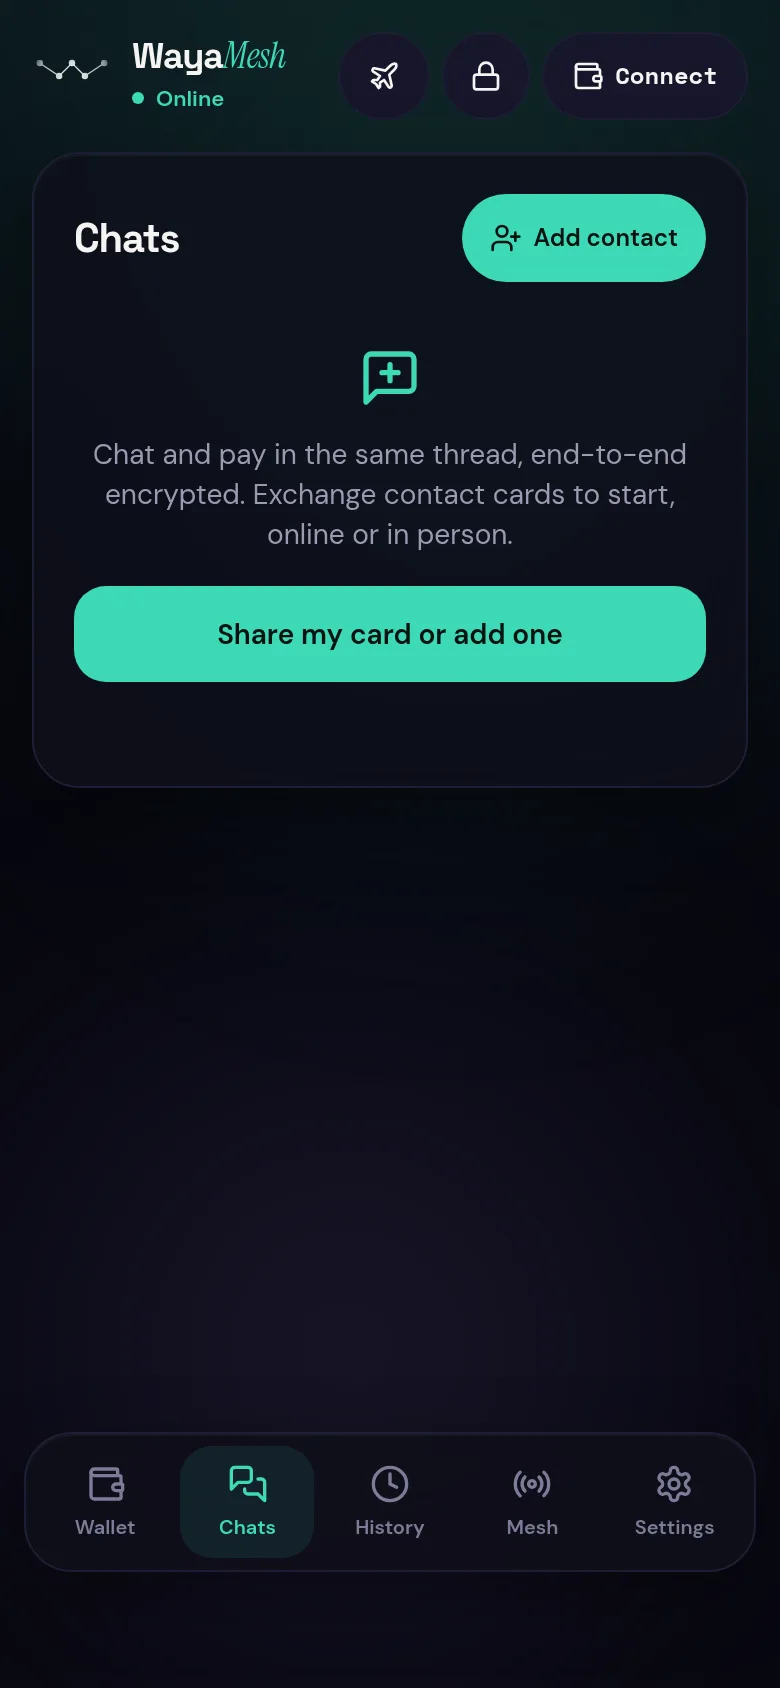 WayaMesh
Online
Connect
Chats
Add contact
Chat and pay in the same thread, end-to-end
encrypted. Exchange contact cards to start,
online or in person.
Share my card or add one
Wallet
Chats
History
Mesh
Settings